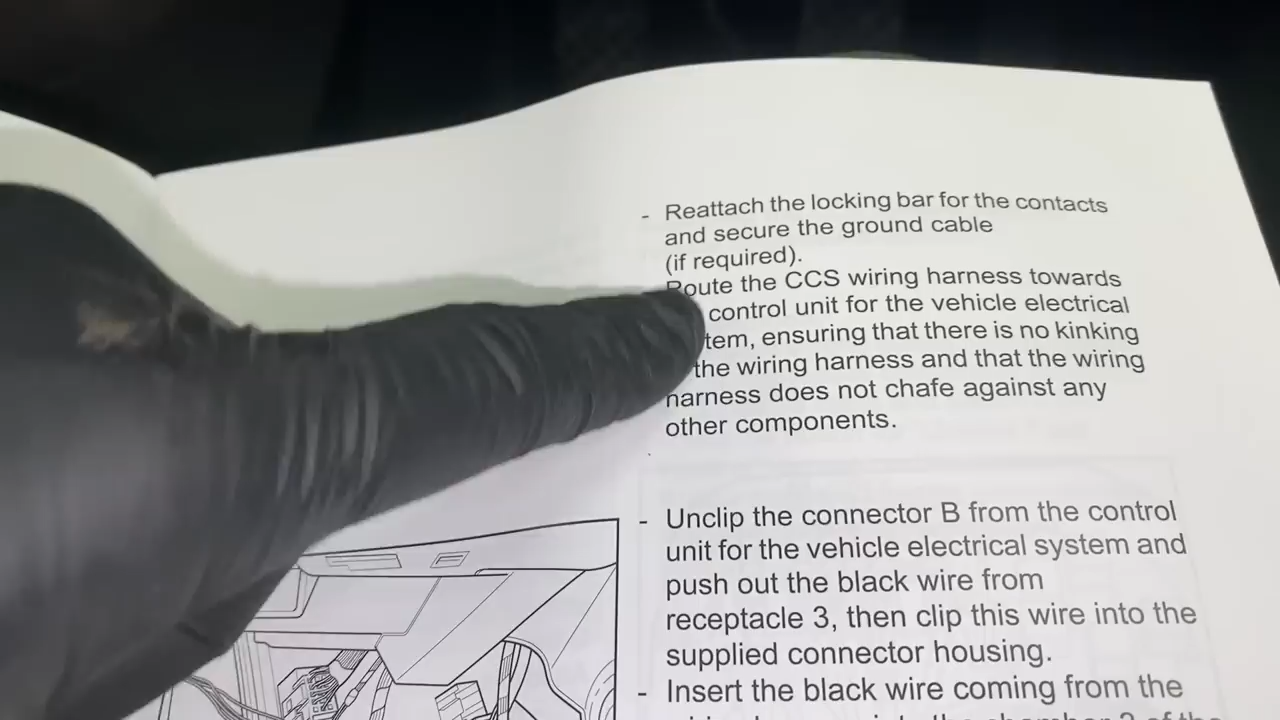 - Reattach the locking bar for the contacts
and secure the ground cable
(if required).
Route the CCS wiring harness towards
control unit for the vehicle electrical
tem, ensuring that there is no kinking
the wiring harness and that the wiring
harness does not chafe against any
other components.
- Unclip the connector B from the control
unit for the vehicle electrical system and
push out the black wire from
receptacle 3, then clip this wire into the
supplied connector housing.
- Insert the black wire coming from the